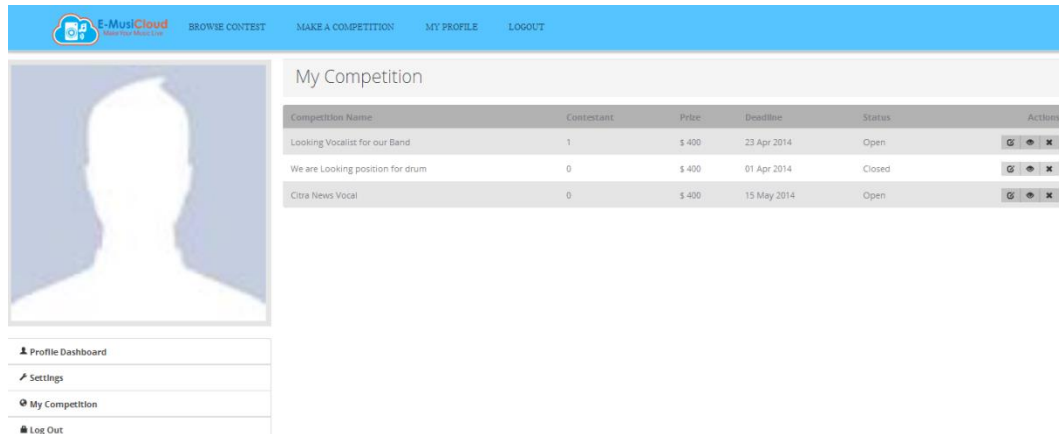 E-MusiCloud
Make Your Music Live
BROWSE CONTEST MAKE A COMPETITION MY PROFILE LOGOUT
My Competition
Competition Name Contestant Prize Deadline Status Actions
Looking Vocalist for our Band 1 $ 400 23 Apr 2014 Open
We are Looking position for drum 0 $ 400 01 Apr 2014 Closed
Citra News Vocal 0 $ 400 15 May 2014 Open
Profile Dashboard
Settings
My Competition
Log Out